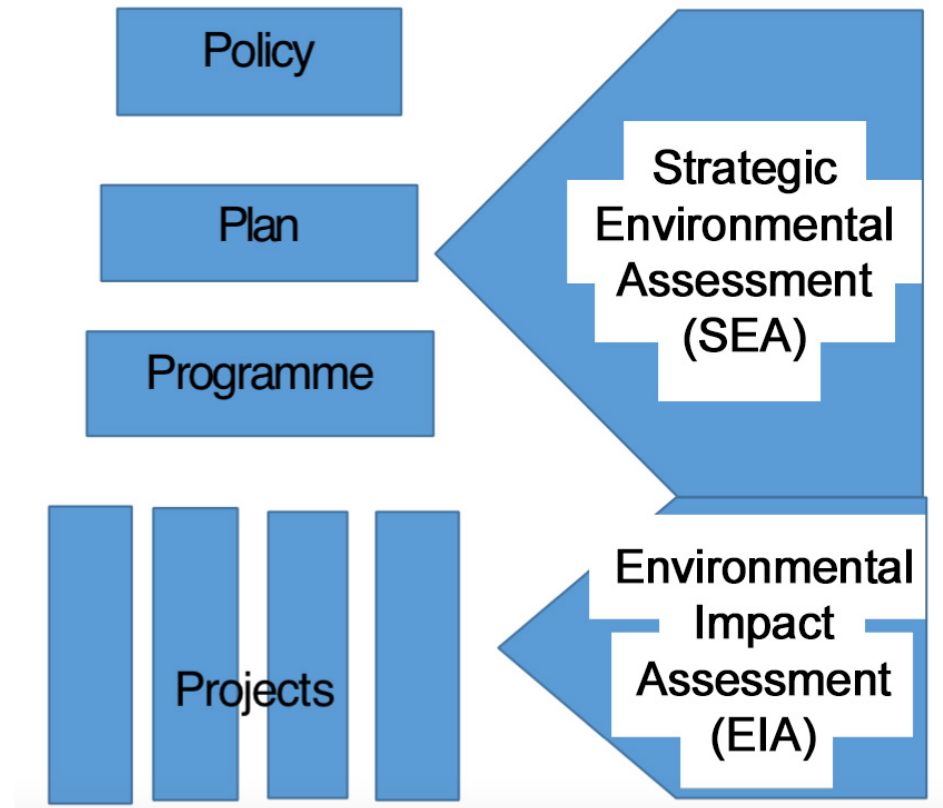 Policy
Plan
Programme
Projects
Strategic
Environmental
Assessment
(SEA)
Environmental
Impact
Assessment
(EIA)